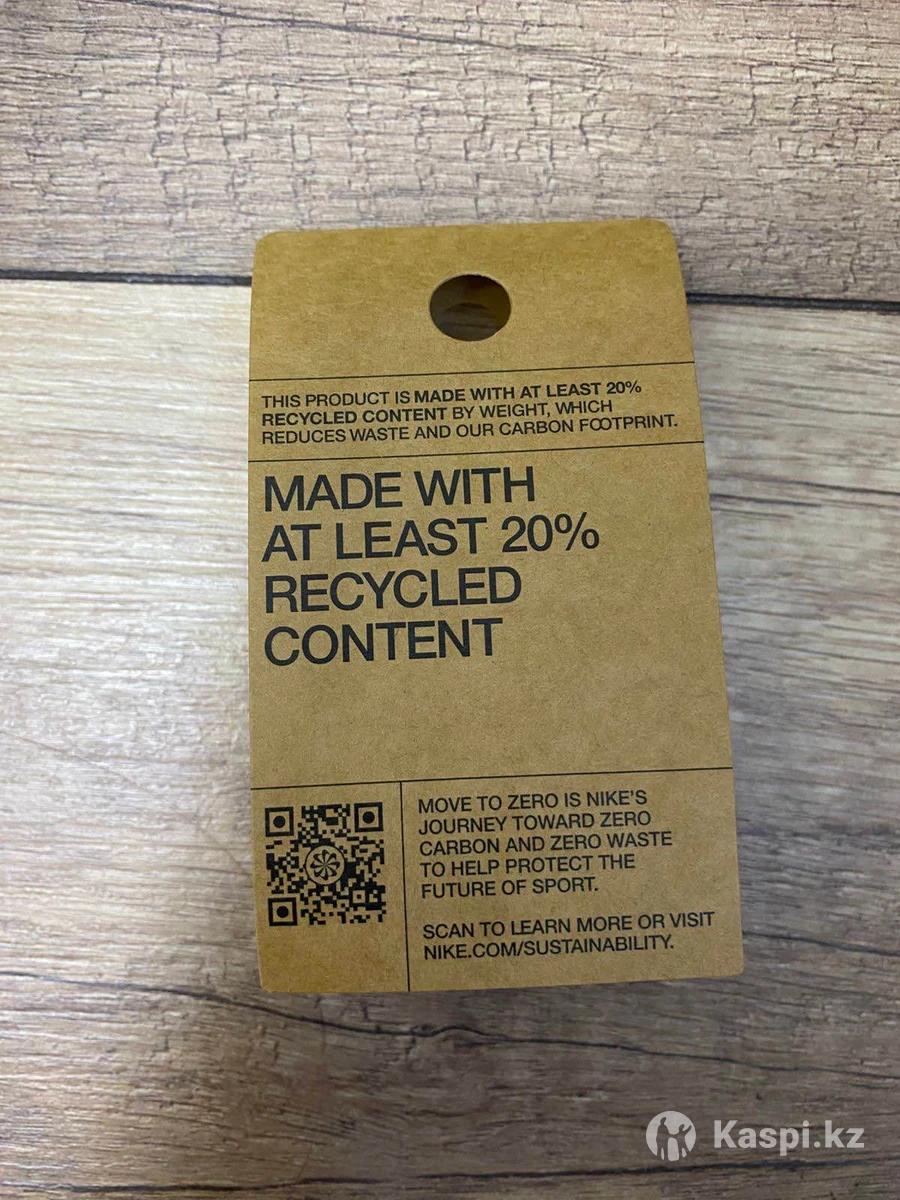 THIS PRODUCT IS MADE WITH AT LEAST 20%
RECYCLED CONTENT BY WEIGHT, WHICH
REDUCES WASTE AND OUR CARBON FOOTPRINT.
MADE WITH
AT LEAST 20%
RECYCLED
CONTENT
MOVE TO ZERO IS NIKE'S
JOURNEY TOWARD ZERO
CARBON AND ZERO WASTE
TO HELP PROTECT THE
FUTURE OF SPORT.
SCAN TO LEARN MORE OR VISIT
NIKE.COM/SUSTAINABILITY.
Kaspi.kz